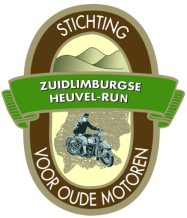 STICHTING
ZUIDLIMBURGSE
HEUVEL-RUN
VOOR OUDE MOTOREN